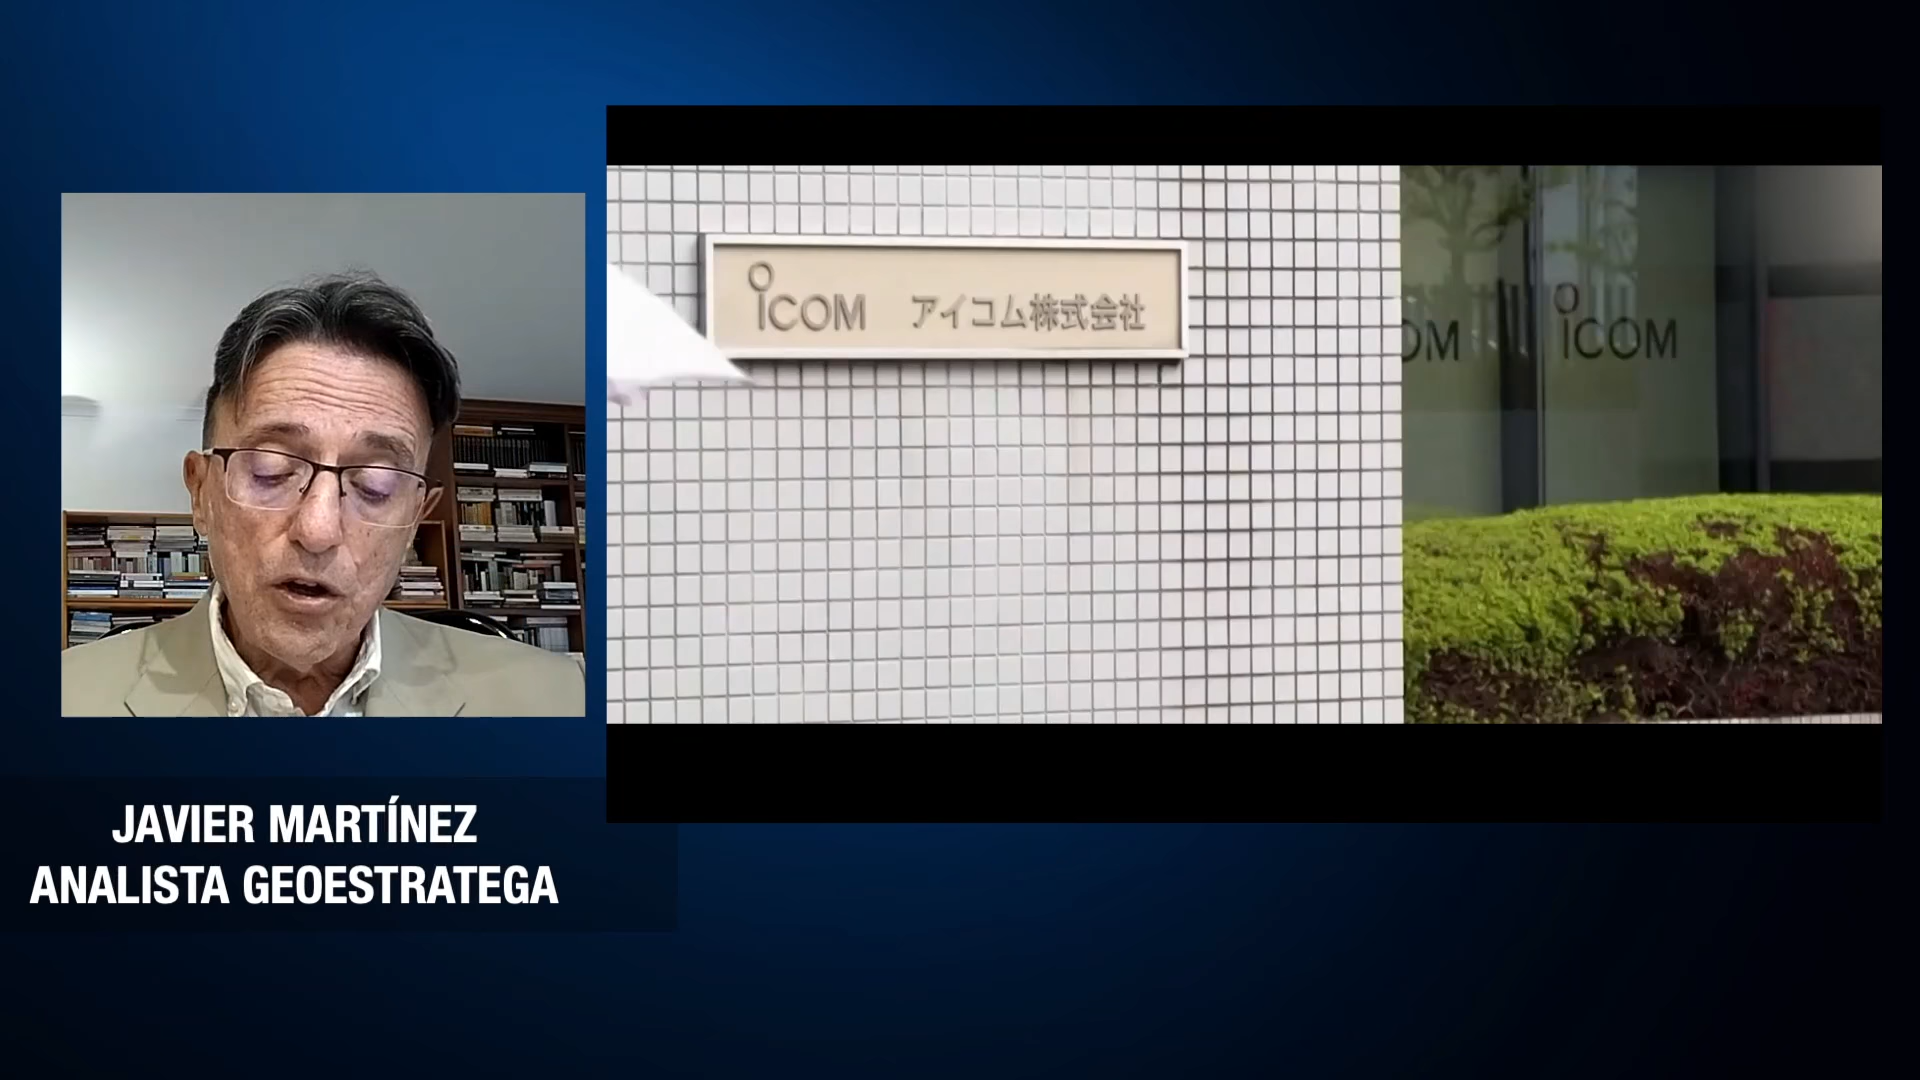 iCOM アイコム株式会社
OM iCOM
JAVIER MARTÍNEZ
ANALISTA GEOESTRATEGA